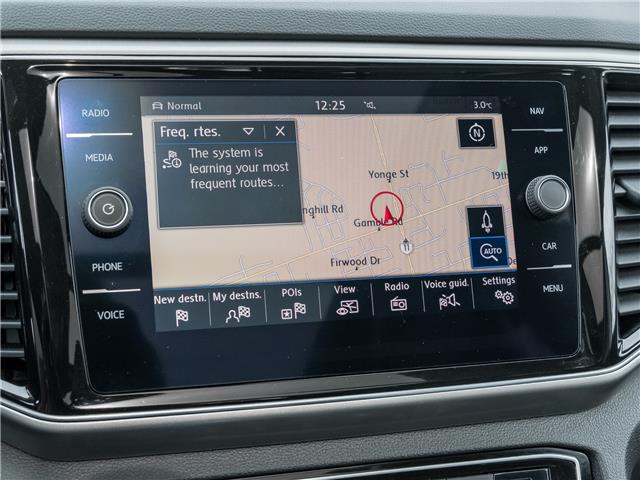 RADIO
MEDIA
PHONE
VOICE
Normal
12:25
3.0°C
Freq. rtes.
The system is
learning your most
frequent routes...
N
Yonge St
19th
nghill Rd
Gamble Rd
11
Firwood Dr
De
AUTO
New destn.
My destns.
POIs
View
Radio
Voice guid.
Settings
NAV
APP
CAR
MENU